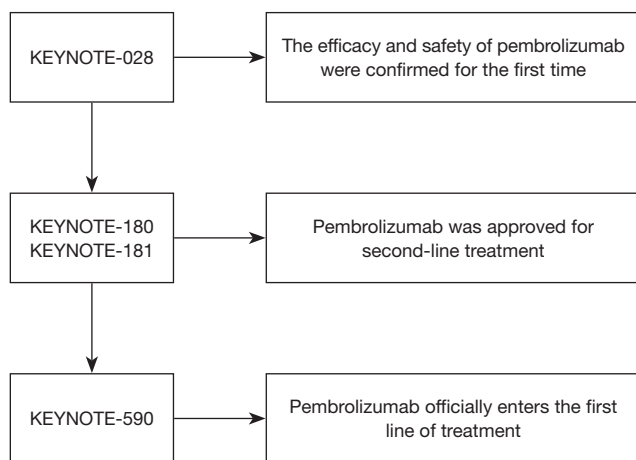 KEYNOTE-028
The efficacy and safety of pembrolizumab
were confirmed for the first time
KEYNOTE-180
KEYNOTE-181
Pembrolizumab was approved for
second-line treatment
KEYNOTE-590
Pembrolizumab officially enters the first
line of treatment